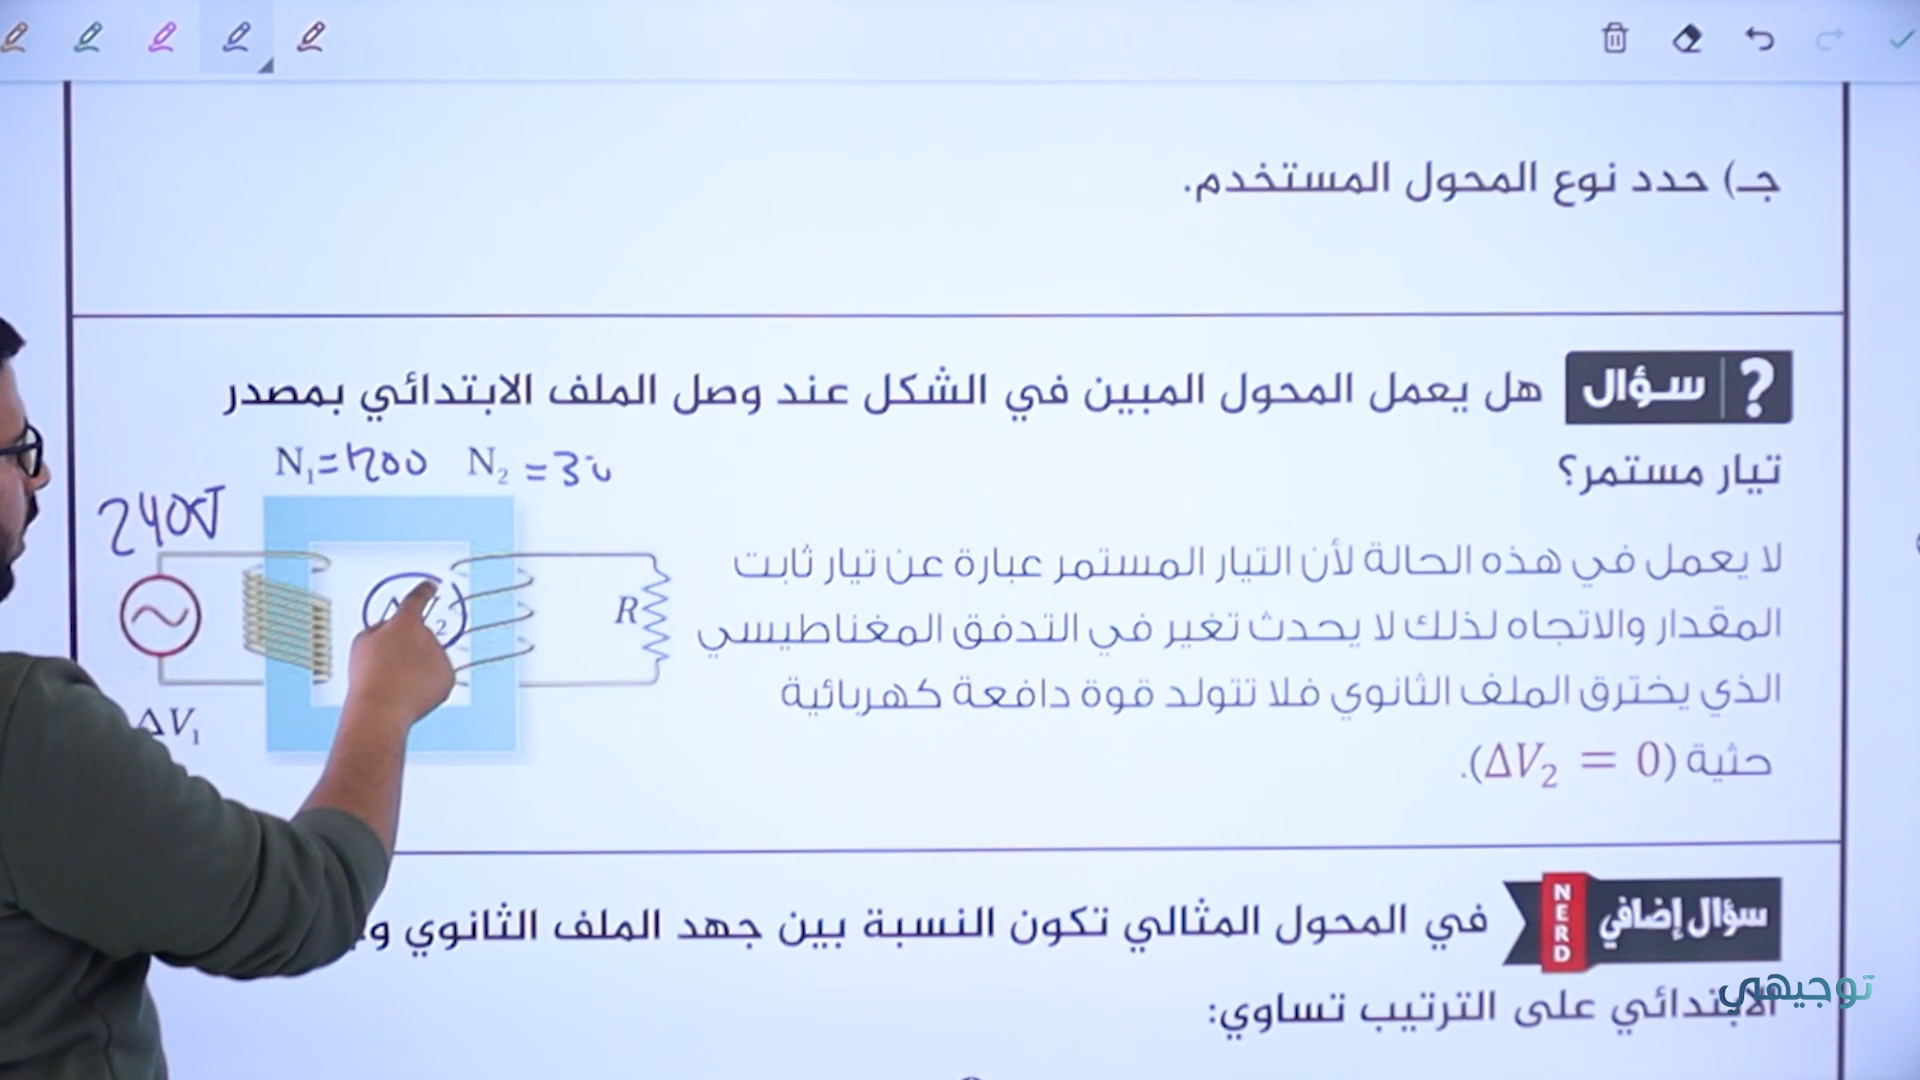 جـ) حدد نوع المحول المستخدم.
? سؤال هل يعمل المحول المبين في الشكل عند وصل الملف الابتدائي بمصدر
تيار مستمر؟
N₁=1200 N₂ =30
240V
لا يعمل في هذه الحالة لأن التيار المستمر عبارة عن تيار ثابت
المقدار والاتجاه لذلك لا يحدث تغير في التدفق المغناطيسي
الذي يخترق الملف الثانوي فلا تتولد قوة دافعة كهربائية
حثية (ΔV₂ = 0).
R
ΔV₁
سؤال إضافي NERD في المحول المثالي تكون النسبة بين جهد الملف الثانوي
الابتدائي على الترتيب تساوي:
توجيهي